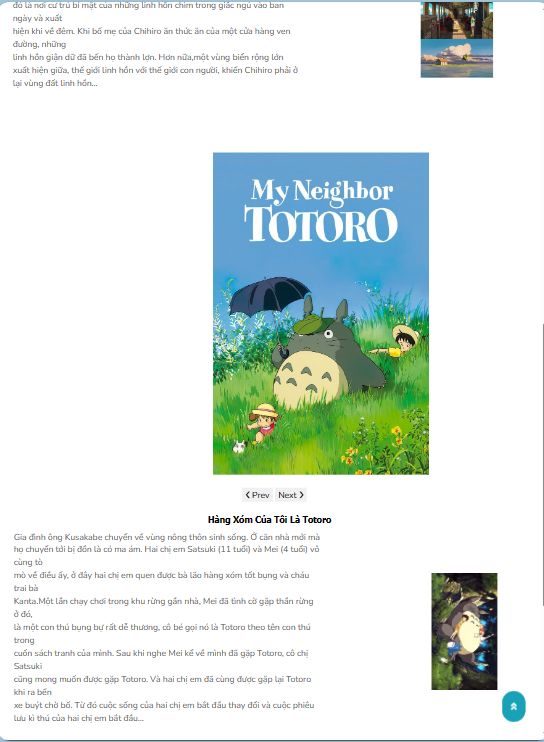 đó là nơi cư trú bí mật của những linh hồn chìm trong giấc ngủ vào ban
ngày và xuất
hiện khi về đêm. Khi bố mẹ của Chihiro ăn thức ăn của một cửa hàng ven
đường, những
linh hồn giận dữ đã bến họ thành lợn. Hơn nữa,một vùng biển rộng lớn
xuất hiện giữa, thế giới linh hồn với thế giới con người, khiến Chihiro phải ở
lại vùng đất linh hồn...
My Neighbor
TOTORO
❮ Prev Next ❯
Hàng Xóm Của Tôi Là Totoro
Gia đình ông Kusakabe chuyển về vùng nông thôn sinh sống. Ở căn nhà mới mà
họ chuyển tới bị đồn là có ma ám. Hai chị em Satsuki (11 tuổi) và Mei (4 tuổi) vô
cùng tò
mò về điều ấy, ở đây hai chị em quen được bà lão hàng xóm tốt bụng và cháu
trai bà
Kanta.Một lần chạy chơi trong khu rừng gần nhà, Mei đã tình cờ gặp thần rừng
ở đó,
là một con thú bụng bự rất dễ thương, cô bé gọi nó là Totoro theo tên con thú
trong
cuốn sách tranh của mình. Sau khi nghe Mei kể về mình đã gặp Totoro, cô chị
Satsuki
cũng mong muốn được gặp Totoro. Và hai chị em đã cùng được gặp lại Totoro
khi ra bến
xe buýt chờ bố. Từ đó cuộc sống của hai chị em bắt đầu thay đổi và cuộc phiêu
lưu kì thú của hai chị em bắt đầu...